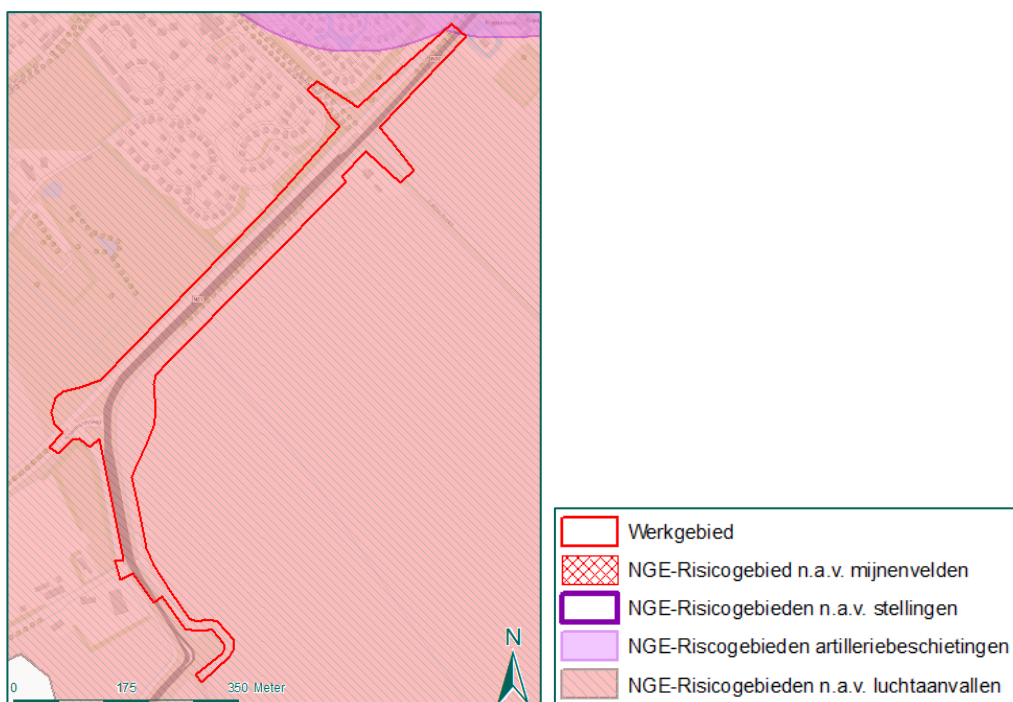 0 175 350 Meter
N
Werkgebied
NGE-Risicogebied n.a.v. mijnenvelden
NGE-Risicogebieden n.a.v. stellingen
NGE-Riscogebieden artilleriebeschietingen
NGE-Risicogebieden n.a.v. luchtaanvallen